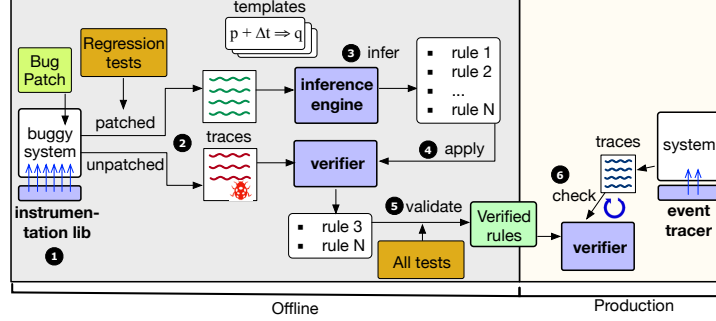 templates
p + Δt ⇒ q
Regression
tests
Bug
Patch
3 infer
rule 1
rule 2
...
rule N
inference
engine
buggy
system
patched
2 traces
unpatched
4 apply
verifier
instrumen-
tation lib
1
rule 3
rule N
5 validate
All tests
Verified
rules
traces
system
6
check
verifier
event
tracer
Offline
Production